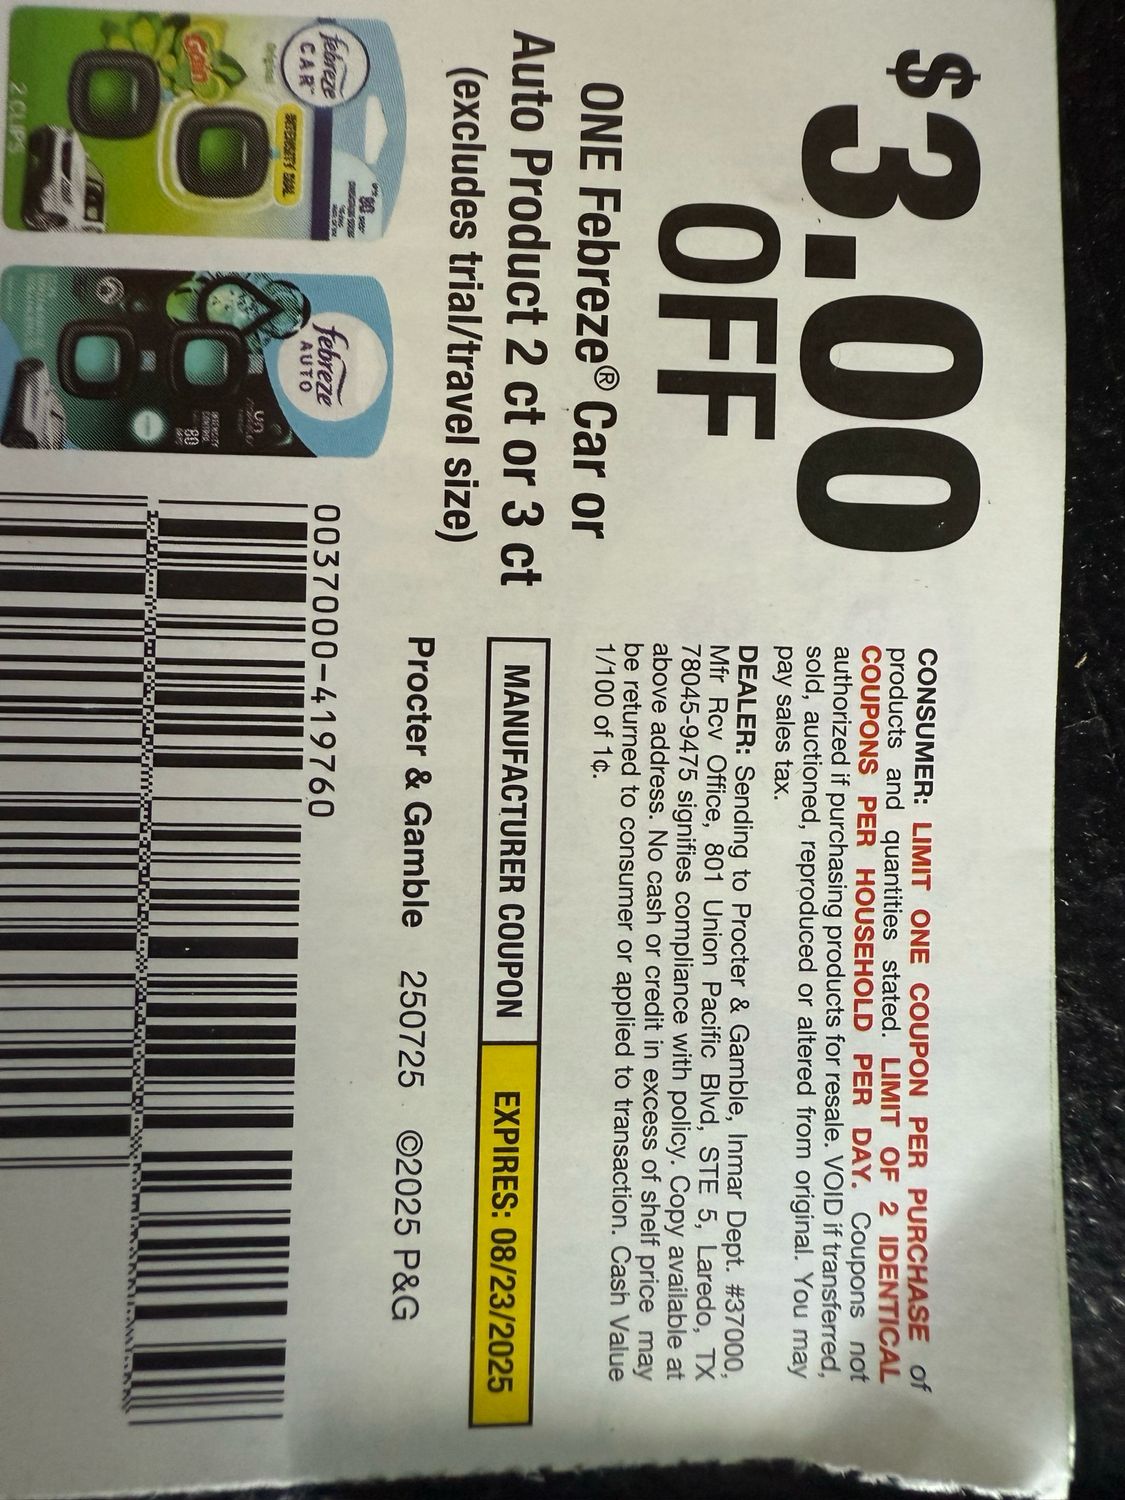 $3.00
OFF
ONE Febreze® Car or
Auto Product 2 ct or 3 ct
(excludes trial/travel size)
febreze
CAR™
Gain
original
INTENSITY DIAL
2 CLIPS
febreze
AUTO
CONSUMER: LIMIT ONE COUPON PER PURCHASE of
products and quantities stated. LIMIT OF 2 IDENTICAL
COUPONS PER HOUSEHOLD PER DAY. Coupons not
authorized if purchasing products for resale. VOID if transferred,
sold, auctioned, reproduced or altered from original. You may
pay sales tax.
DEALER: Sending to Procter & Gamble, Inmar Dept. #37000,
Mfr Rcv Office, 801 Union Pacific Blvd, STE 5, Laredo, TX
78045-9475 signifies compliance with policy. Copy available at
above address. No cash or credit in excess of shelf price may
be returned to consumer or applied to transaction. Cash Value
1/100 of 1¢.
MANUFACTURER COUPON EXPIRES: 08/23/2025
Procter & Gamble 250725 ©2025 P&G
0037000-419760